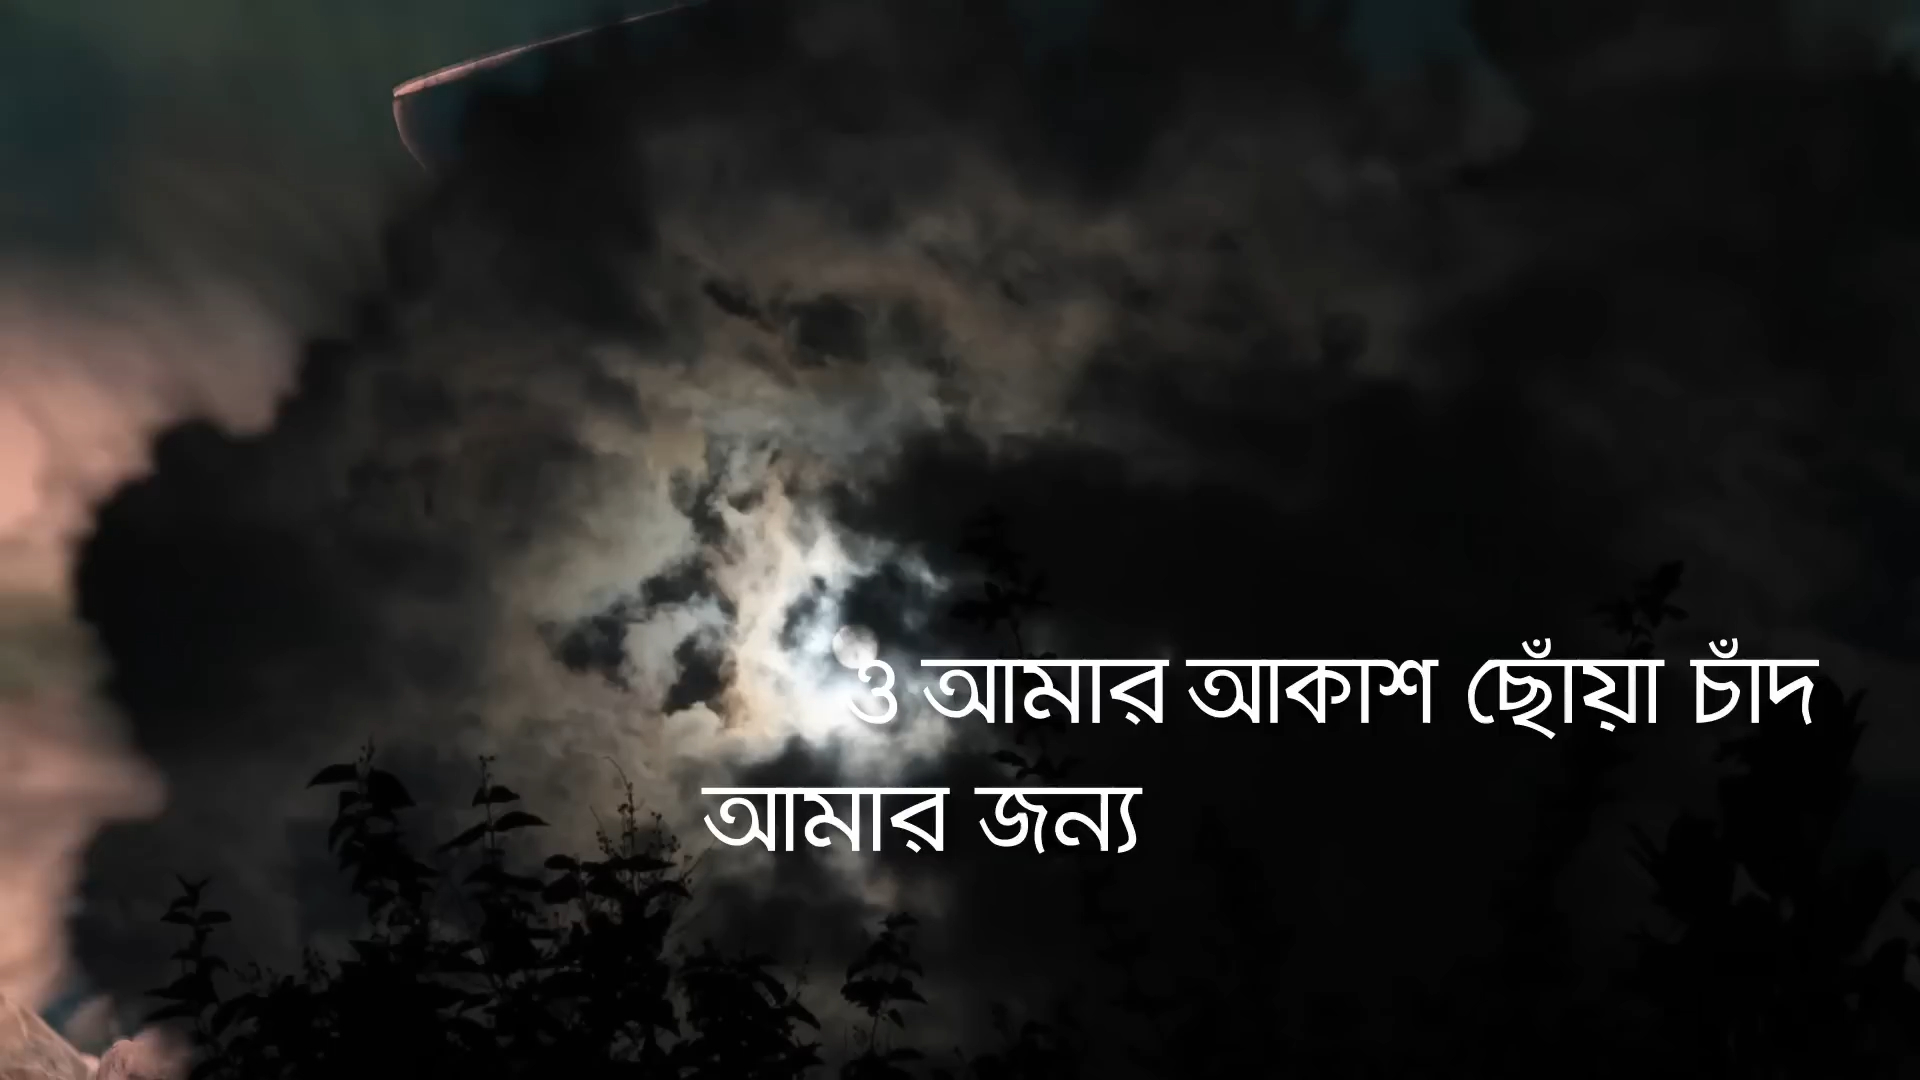 ও আমার আকাশ ছোঁয়া চাঁদ
আমার জন্য